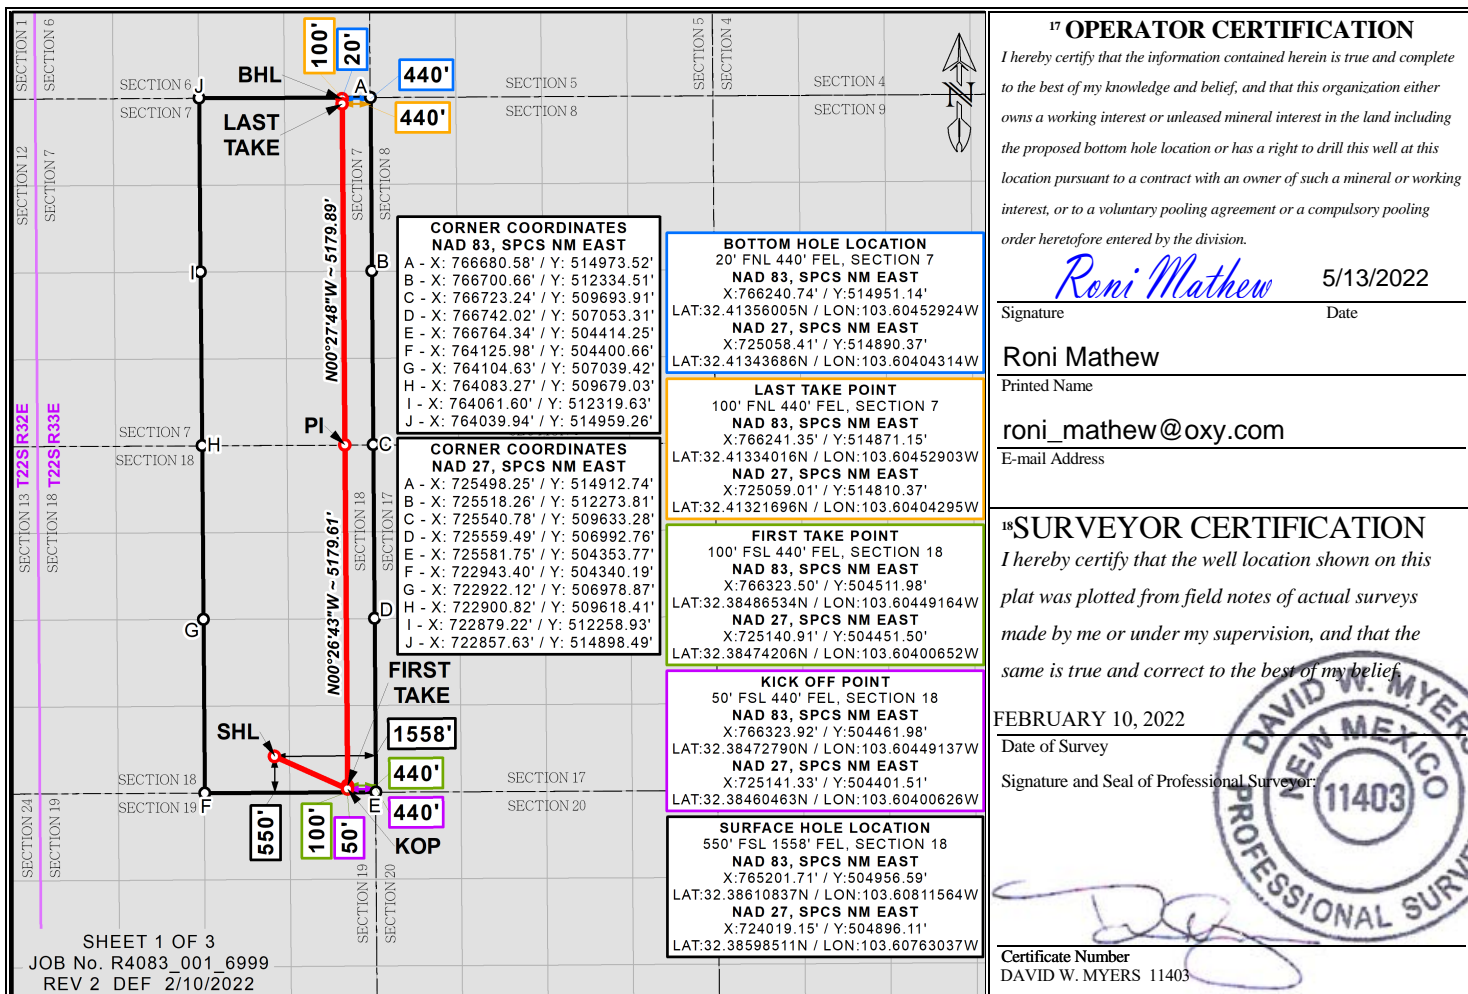 SECTION 1
SECTION 6
SECTION 12
SECTION 7
T22S R32E
T22S R33E
SECTION 13
SECTION 18
SECTION 24
SECTION 19
100'
20'
BHL
A
440'
440'
LAST
TAKE
J
SECTION 6
SECTION 7
SECTION 5
SECTION 8
SECTION 5
SECTION 4
SECTION 4
SECTION 9
N
SECTION 7
SECTION 8
N00°27'48"W ~ 5179.89'
B
I
PI
SECTION 7
SECTION 18
H
C
SECTION 18
SECTION 17
N00°26'43"W ~ 5179.61'
D
G
FIRST
TAKE
SHL
1558'
440'
440'
SECTION 18
SECTION 19
F
E
SECTION 17
SECTION 20
550'
100'
50'
KOP
SECTION 19
SECTION 20
SHEET 1 OF 3
JOB No. R4083_001_6999
REV 2 DEF 2/10/2022
CORNER COORDINATES
NAD 83, SPCS NM EAST
A - X: 766680.58' / Y: 514973.52'
B - X: 766700.66' / Y: 512334.51'
C - X: 766723.24' / Y: 509693.91'
D - X: 766742.02' / Y: 507053.31'
E - X: 766764.34' / Y: 504414.25'
F - X: 764125.98' / Y: 504400.66'
G - X: 764104.63' / Y: 507039.42'
H - X: 764083.27' / Y: 509679.03'
I - X: 764061.60' / Y: 512319.63'
J - X: 764039.94' / Y: 514959.26'
CORNER COORDINATES
NAD 27, SPCS NM EAST
A - X: 725498.25' / Y: 514912.74'
B - X: 725518.26' / Y: 512273.81'
C - X: 725540.78' / Y: 509633.28'
D - X: 725559.49' / Y: 506992.76'
E - X: 725581.75' / Y: 504353.77'
F - X: 722943.40' / Y: 504340.19'
G - X: 722922.12' / Y: 506978.87'
H - X: 722900.82' / Y: 509618.41'
I - X: 722879.22' / Y: 512258.93'
J - X: 722857.63' / Y: 514898.49'
BOTTOM HOLE LOCATION
20' FNL 440' FEL, SECTION 7
NAD 83, SPCS NM EAST
X:766240.74' / Y:514951.14'
LAT:32.41356005N / LON:103.60452924W
NAD 27, SPCS NM EAST
X:725058.41' / Y:514890.37'
LAT:32.41343686N / LON:103.60404314W
LAST TAKE POINT
100' FNL 440' FEL, SECTION 7
NAD 83, SPCS NM EAST
X:766241.35' / Y:514871.15'
LAT:32.41334016N / LON:103.60452903W
NAD 27, SPCS NM EAST
X:725059.01' / Y:514810.37'
LAT:32.41321696N / LON:103.60404295W
FIRST TAKE POINT
100' FSL 440' FEL, SECTION 18
NAD 83, SPCS NM EAST
X:766323.50' / Y:504511.98'
LAT:32.38486534N / LON:103.60449164W
NAD 27, SPCS NM EAST
X:725140.91' / Y:504451.50'
LAT:32.38474206N / LON:103.60400652W
KICK OFF POINT
50' FSL 440' FEL, SECTION 18
NAD 83, SPCS NM EAST
X:766323.92' / Y:504461.98'
LAT:32.38472790N / LON:103.60449137W
NAD 27, SPCS NM EAST
X:725141.33' / Y:504401.51'
LAT:32.38460463N / LON:103.60400626W
SURFACE HOLE LOCATION
550' FSL 1558' FEL, SECTION 18
NAD 83, SPCS NM EAST
X:765201.71' / Y:504956.59'
LAT:32.38610837N / LON:103.60811564W
NAD 27, SPCS NM EAST
X:724019.15' / Y:504896.11'
LAT:32.38598511N / LON:103.60763037W
17 OPERATOR CERTIFICATION
I hereby certify that the information contained herein is true and complete
to the best of my knowledge and belief, and that this organization either
owns a working interest or unleased mineral interest in the land including
the proposed bottom hole location or has a right to drill this well at this
location pursuant to a contract with an owner of such a mineral or working
interest, or to a voluntary pooling agreement or a compulsory pooling
order heretofore entered by the division.
Roni Mathew 5/13/2022
Signature Date
Roni Mathew
Printed Name
roni_mathew@oxy.com
E-mail Address
18 SURVEYOR CERTIFICATION
I hereby certify that the well location shown on this
plat was plotted from field notes of actual surveys
made by me or under my supervision, and that the
same is true and correct to the best of my belief.
FEBRUARY 10, 2022
Date of Survey
Signature and Seal of Professional Surveyor:
DAVID W. MYERS
NEW MEXICO
11403
PROFESSIONAL SURVE
Certificate Number
DAVID W. MYERS 11403